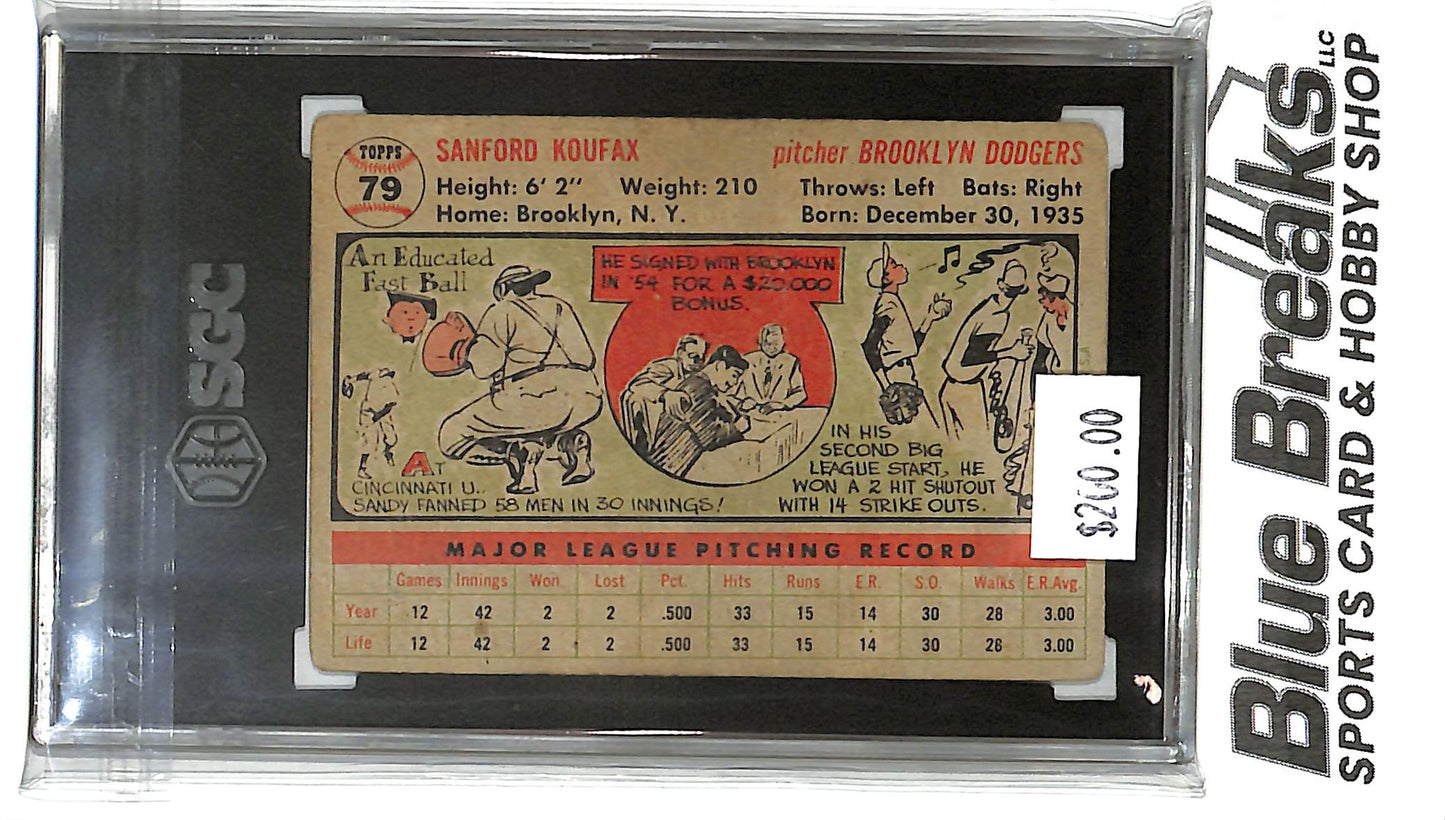 TOPPS
79
SANFORD KOUFAX
pitcher BROOKLYN DODGERS
Height: 6' 2" Weight: 210 Throws: Left Bats: Right
Home: Brooklyn, N. Y. Born: December 30, 1935
An Educated
Fast Ball
AT
CINCINNATI U..
SANDY FANNED 58 MEN IN 30 INNINGS!
HE SIGNED WITH BROOKLYN
IN '54 FOR A $20,000
BONUS.
IN HIS
SECOND BIG
LEAGUE START, HE
WON A 2 HIT SHUTOUT
WITH 14 STRIKE OUTS.
MAJOR LEAGUE PITCHING RECORD
Games Innings Won Lost Pct. Hits Runs E.R. S.O. Walks E.R.Avg.
Year 12 42 2 2 .500 33 15 14 30 28 3.00
Life 12 42 2 2 .500 33 15 14 30 28 3.00
SGC
$260.00
Blue Breaks LLC
SPORTS CARD & HOBBY SHOP